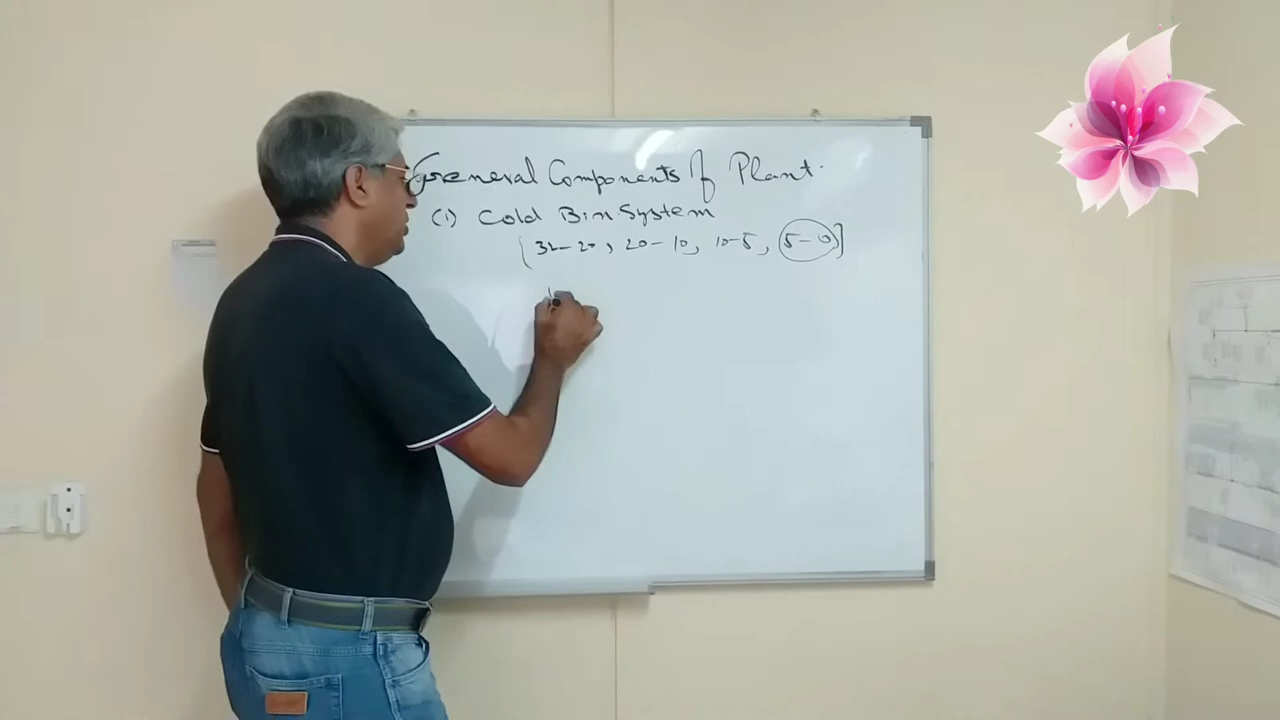 General Components of Plant.
(1) Cold Bin System
[32-20, 20-10, 10-5, 5-0]